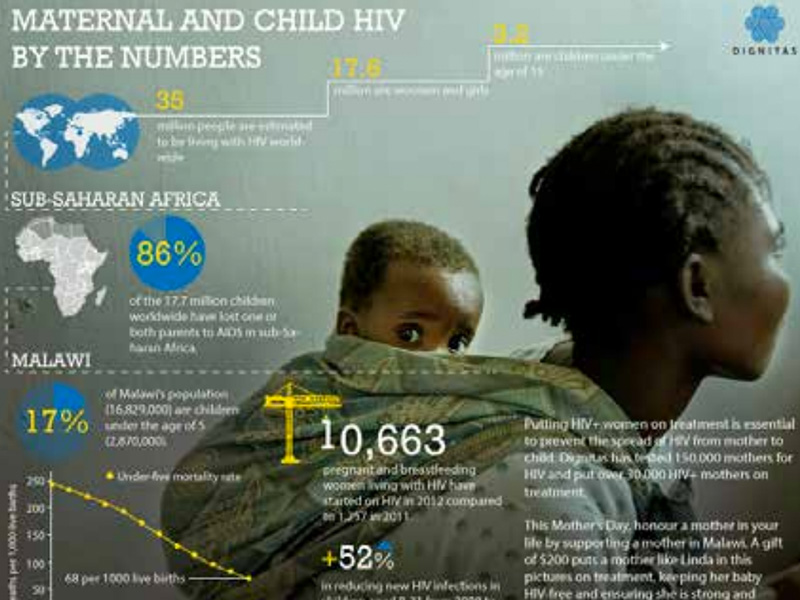 MATERNAL AND CHILD HIV
BY THE NUMBERS
DIGNITAS
35
million people are estimated
to be living with HIV world-
wide
17.6
million are women and girls
3.2
million are children under the
age of 15
SUB-SAHARAN AFRICA
86%
of the 17.7 million children
worldwide have lost one or
both parents to AIDS in sub-Sa-
haran Africa.
MALAWI
17%
of Malawi's population
(16,829,000) are children
under the age of 5
(2,870,000).
Under-five mortality rate
250
200
150
100
50
per 1,000 live births
68 per 1000 live births
10,663
pregnant and breastfeeding
women living with HIV have
started on HIV in 2012 compared
to 1,257 in 2011.
+52%
in reducing new HIV infections in
Putting HIV+ women on treatment is essential
to prevent the spread of HIV from mother to
child. Dignitas has tested 150,000 mothers for
HIV and put over 30,000 HIV+ mothers on
treatment.
This Mother's Day, honour a mother in your
life by supporting a mother in Malawi. A gift
of $200 puts a mother like Linda in this
pictures on treatment, keeping her baby
HIV-free and ensuring she is strong and